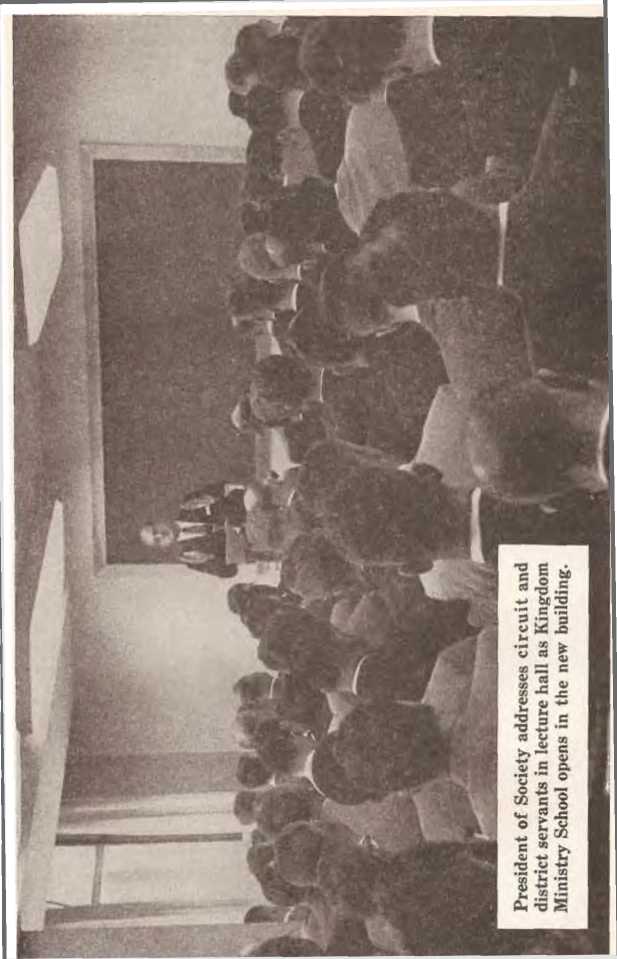 President of Society addresses circuit and
district servants in lecture hall as Kingdom
Ministry School opens in the new building.